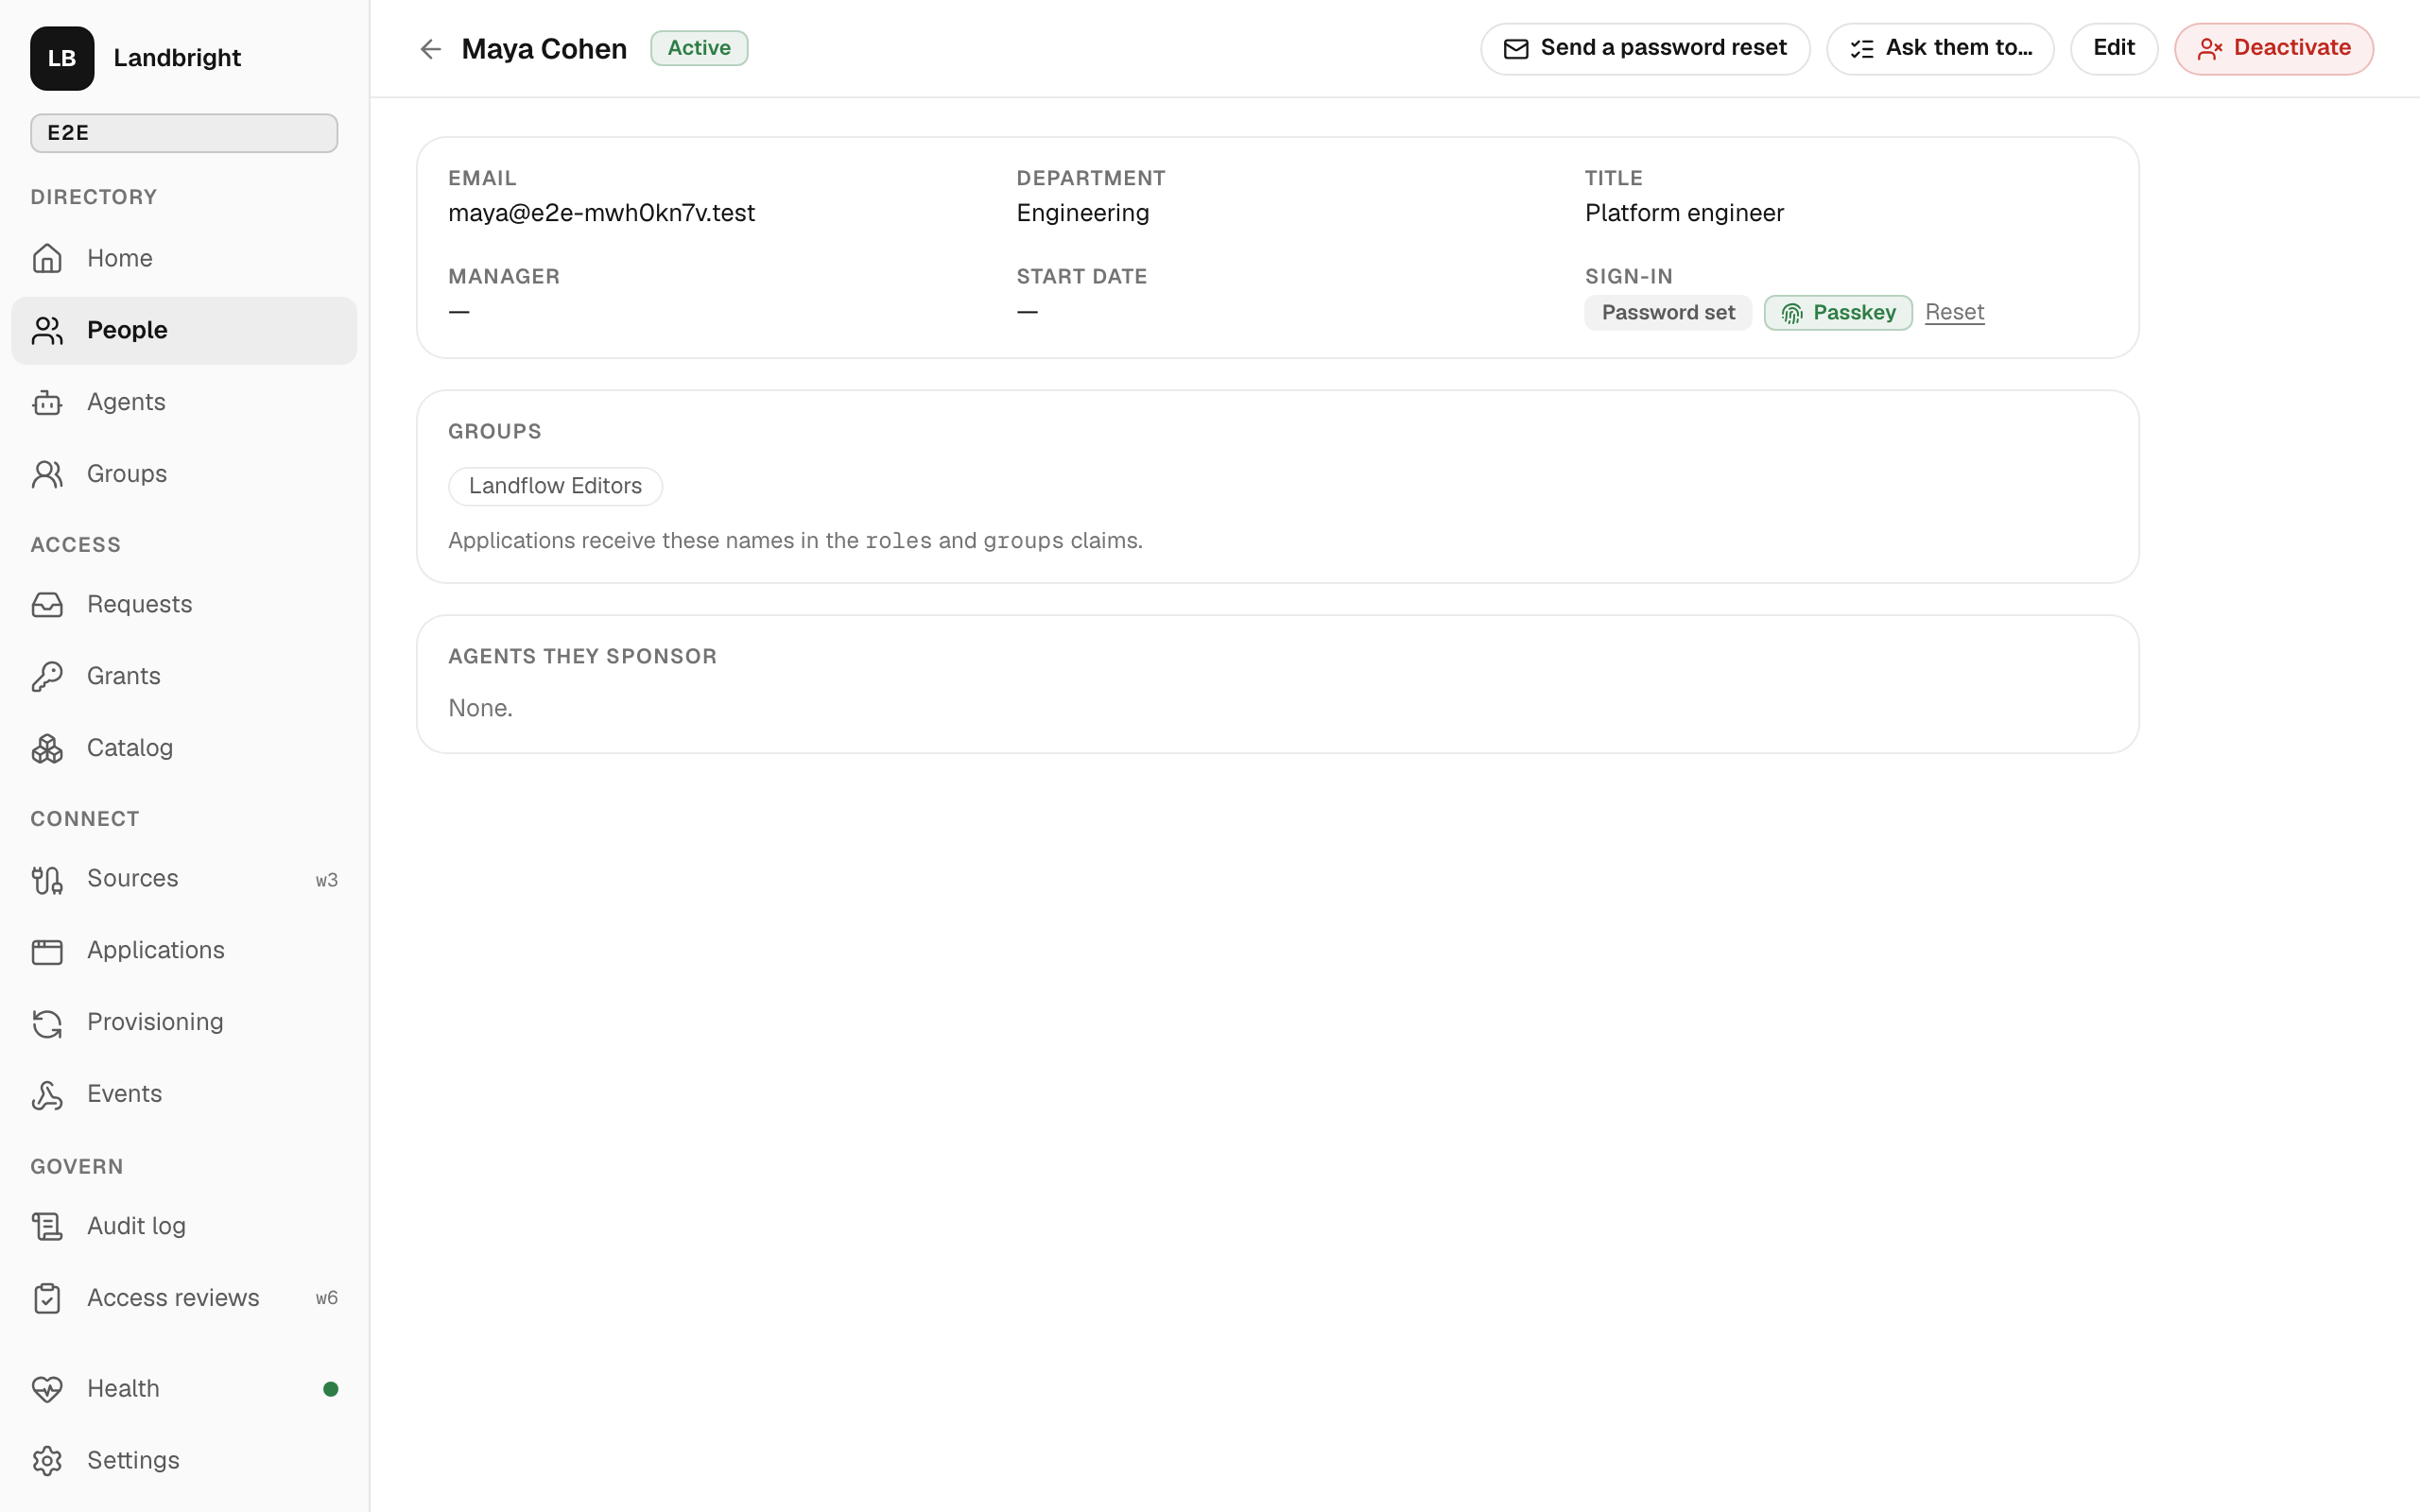 LB
Landbright
E2E
DIRECTORY
Home
People
Agents
Groups
ACCESS
Requests
Grants
Catalog
CONNECT
Sources w3
Applications
Provisioning
Events
GOVERN
Audit log
Access reviews w6
Health
Settings
Maya Cohen Active Send a password reset Ask them to... Edit Deactivate
EMAIL DEPARTMENT TITLE
maya@e2e-mwh0kn7v.test Engineering Platform engineer
MANAGER START DATE SIGN-IN
— — Password set Passkey Reset
GROUPS
Landflow Editors
Applications receive these names in the roles and groups claims.
AGENTS THEY SPONSOR
None.